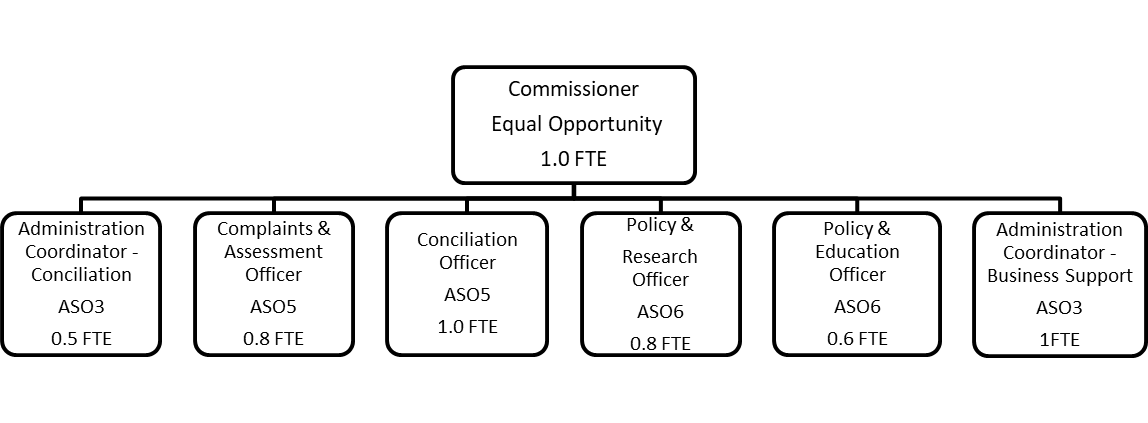 Commissioner
Equal Opportunity
1.0 FTE
Administration
Coordinator -
Conciliation
ASO3
0.5 FTE
Complaints &
Assessment
Officer
ASO5
0.8 FTE
Conciliation
Officer
ASO5
1.0 FTE
Policy &
Research
Officer
ASO6
0.8 FTE
Policy &
Education
Officer
ASO6
0.6 FTE
Administration
Coordinator -
Business Support
ASO3
1FTE